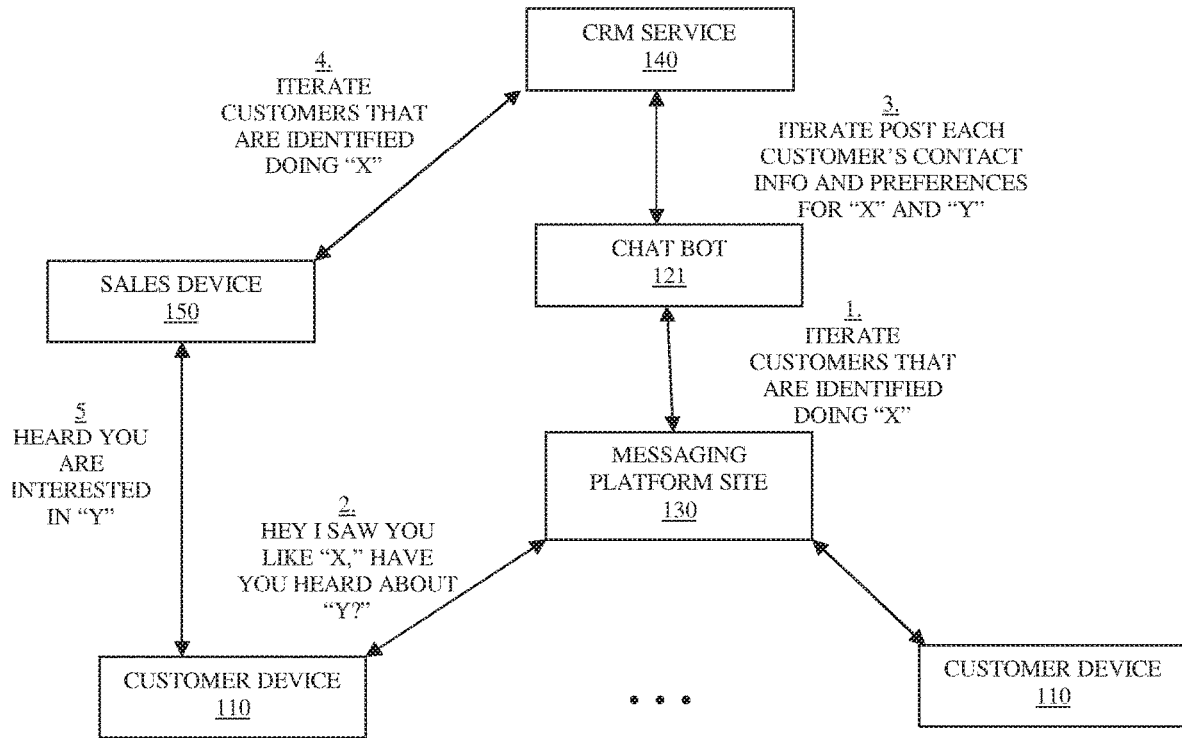 CRM SERVICE
140
4.
ITERATE
CUSTOMERS THAT
ARE IDENTIFIED
DOING “X”
3.
ITERATE POST EACH
CUSTOMER’S CONTACT
INFO AND PREFERENCES
FOR “X” AND “Y”
CHAT BOT
121
SALES DEVICE
150
1.
ITERATE
CUSTOMERS THAT
ARE IDENTIFIED
DOING “X”
5
HEARD YOU
ARE
INTERESTED
IN “Y”
MESSAGING
PLATFORM SITE
130
2.
HEY I SAW YOU
LIKE “X,” HAVE
YOU HEARD ABOUT
“Y?”
CUSTOMER DEVICE
110
. . .
CUSTOMER DEVICE
110